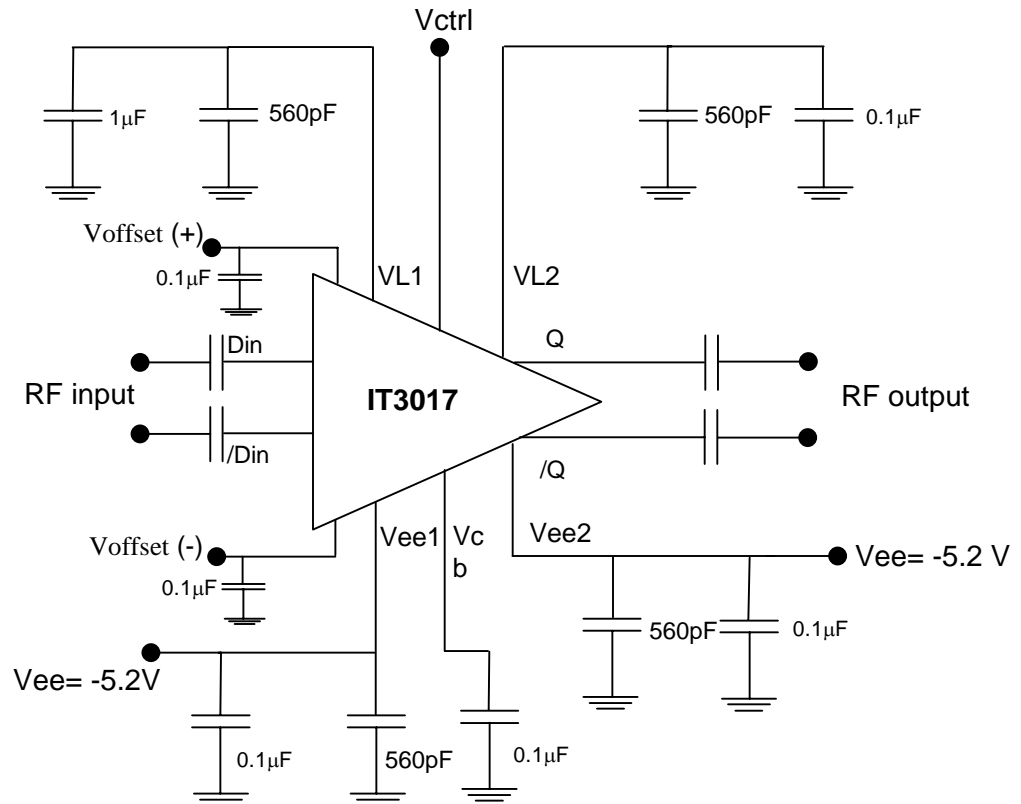 Vctrl
1µF
560pF
560pF
0.1µF
Voffset (+)
0.1µF
VL1
VL2
Din
Q
RF input
IT3017
RF output
/Din
/Q
Voffset (-)
Vee1
Vc
b
Vee2
Vee= -5.2 V
0.1µF
560pF
0.1µF
Vee= -5.2V
0.1µF
560pF
0.1µF